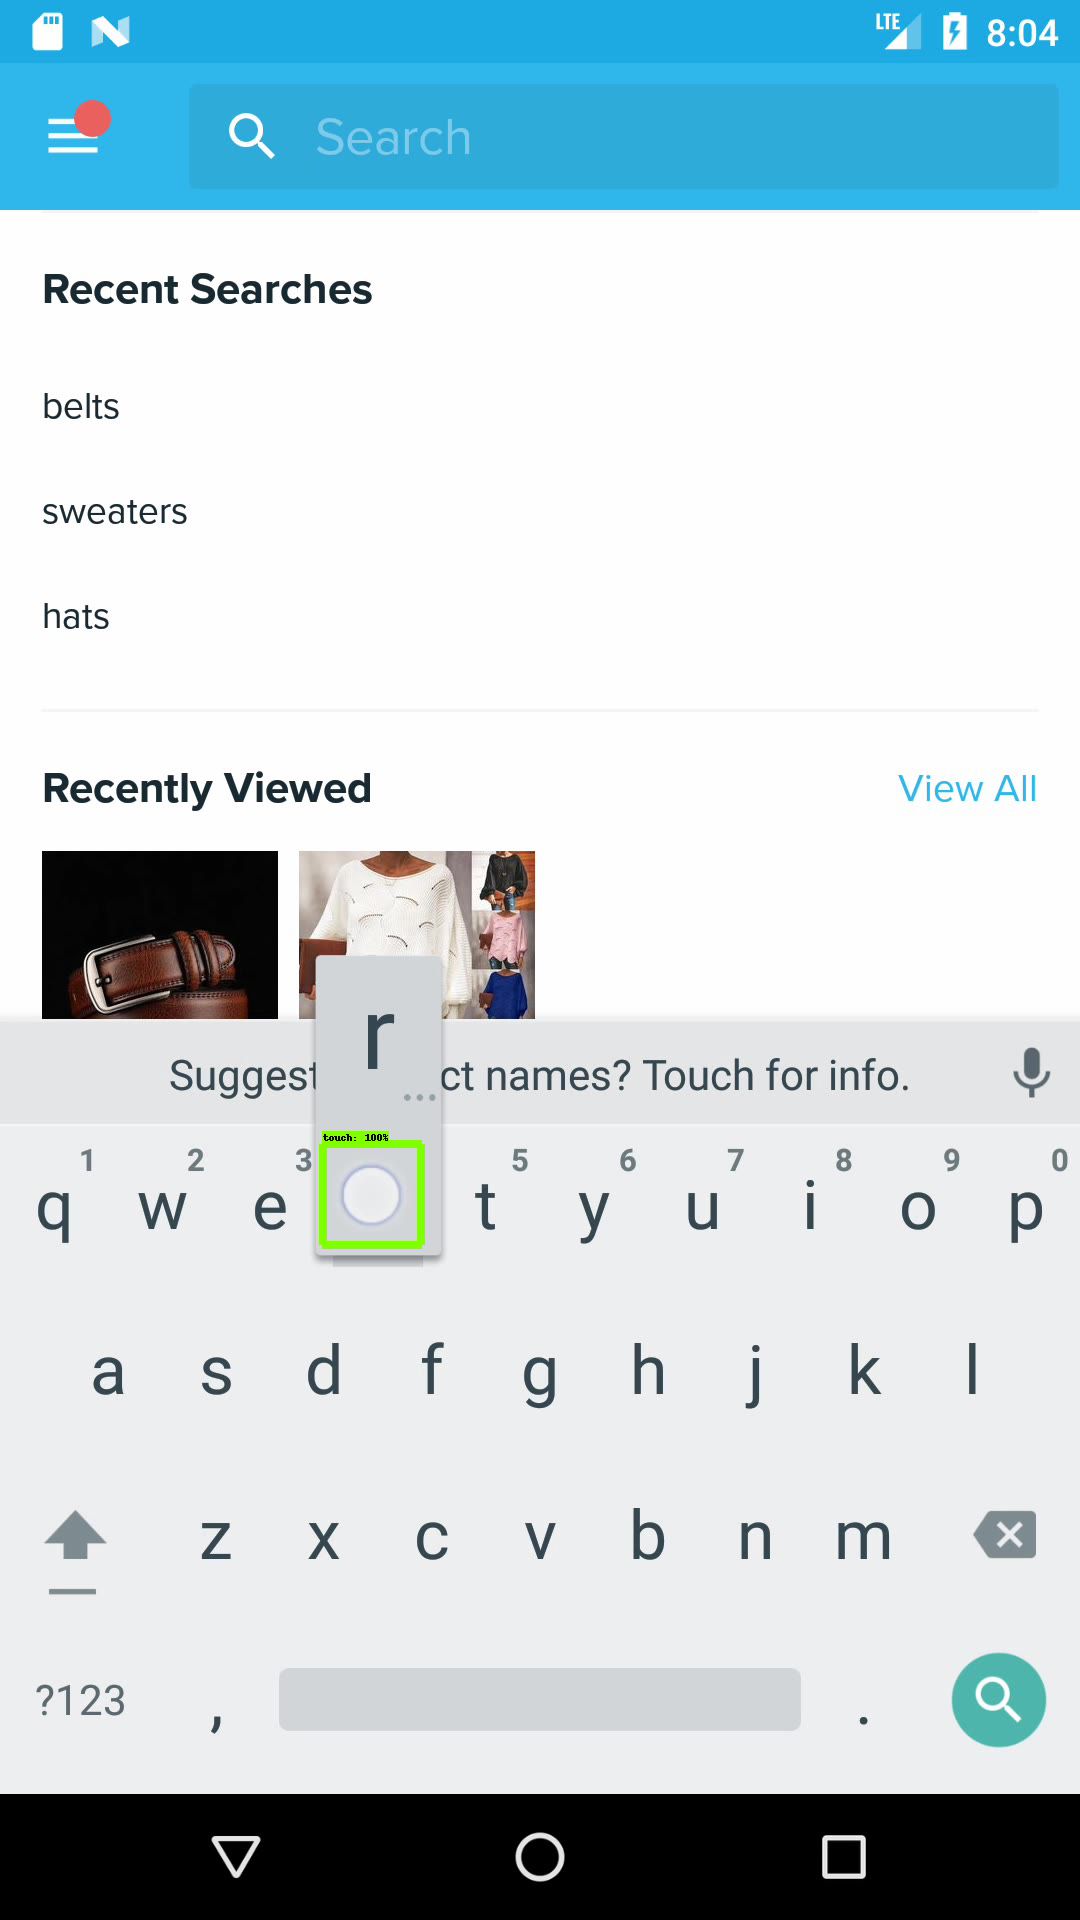 LTE 8:04
Search
Recent Searches
belts
sweaters
hats
Recently Viewed View All
r
Suggest ct names? Touch for info.
touch: 100%
1 2 3 5 6 7 8 9 0
q w e t y u i o p
a s d f g h j k l
z x c v b n m
?123 , .